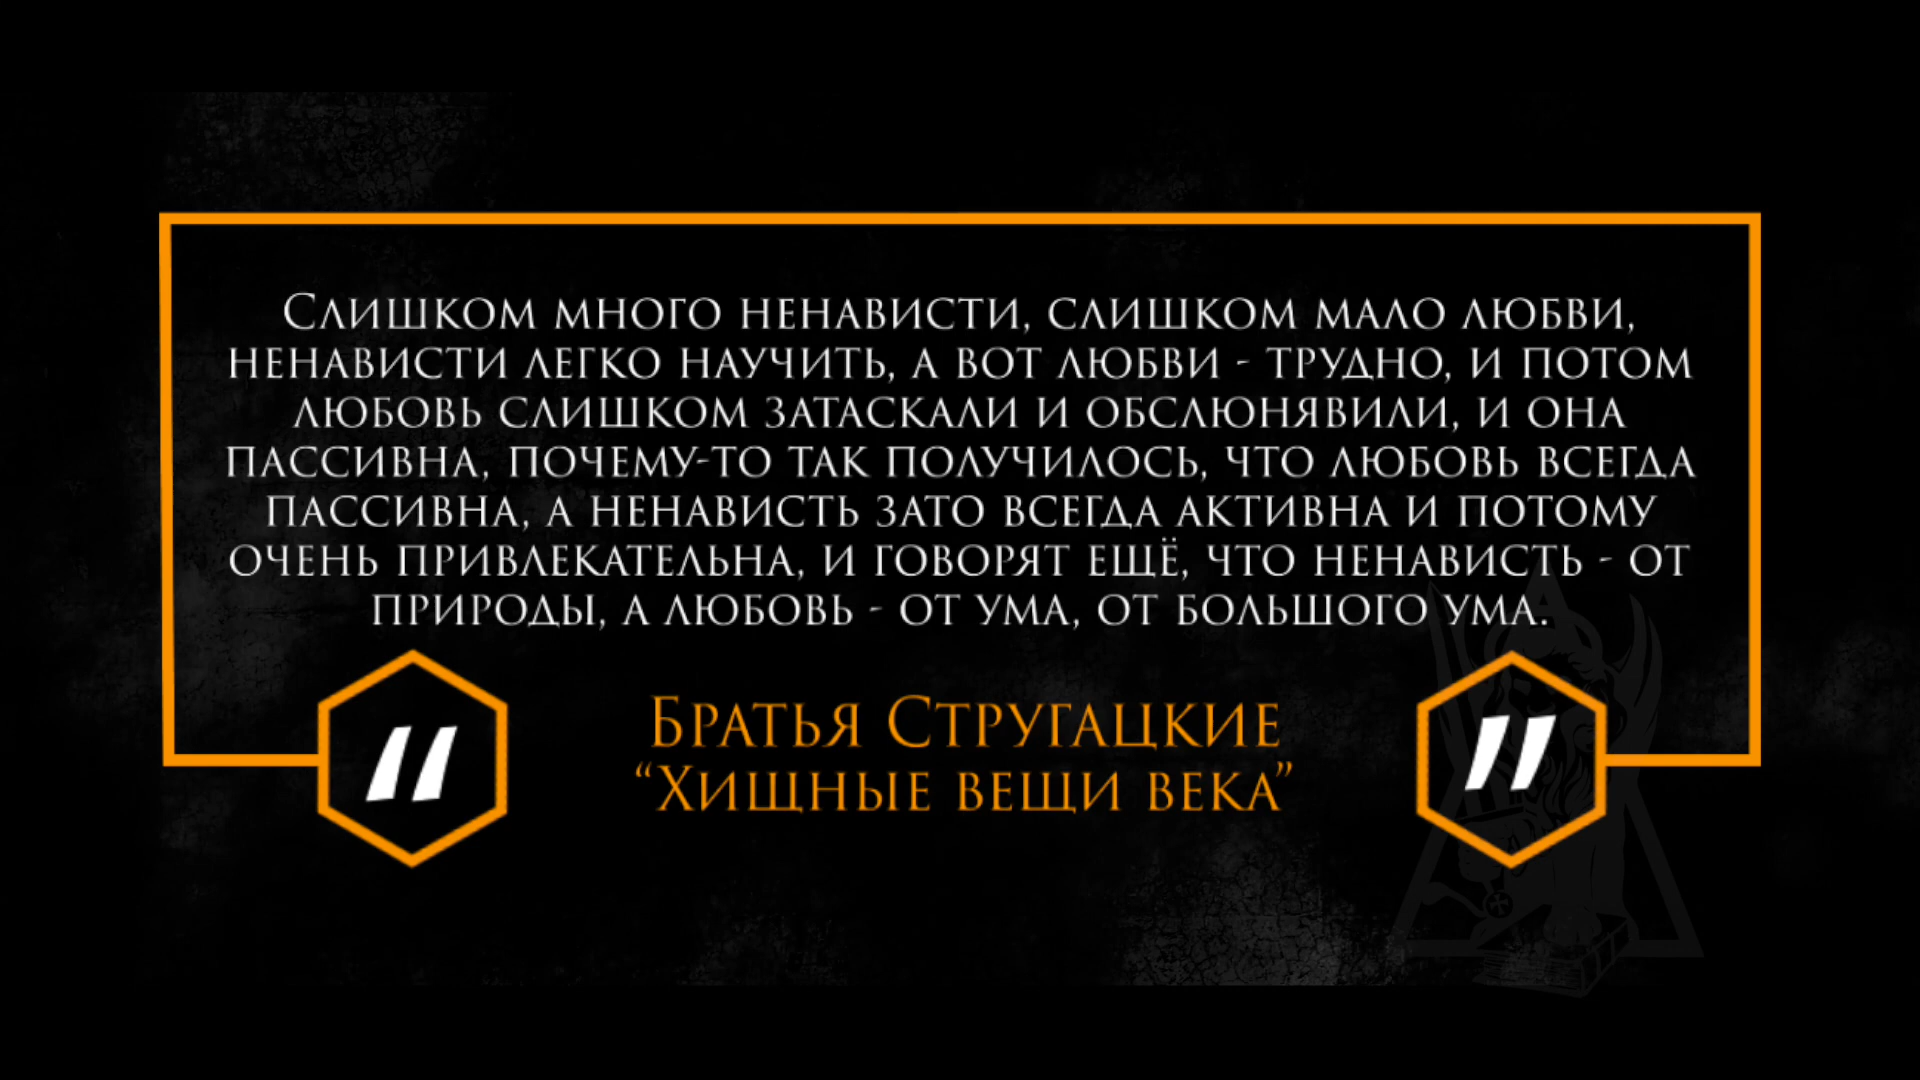 Слишком много ненависти, слишком мало любви,
ненависти легко научить, а вот любви - трудно, и потом
любовь слишком затаскали и обслюнявили, и она
пассивна, почему-то так получилось, что любовь всегда
пассивна, а ненависть зато всегда активна и потому
очень привлекательна, и говорят ещё, что ненависть - от
природы, а любовь - от ума, от большого ума.
Братья Стругацкие
“Хищные вещи века”